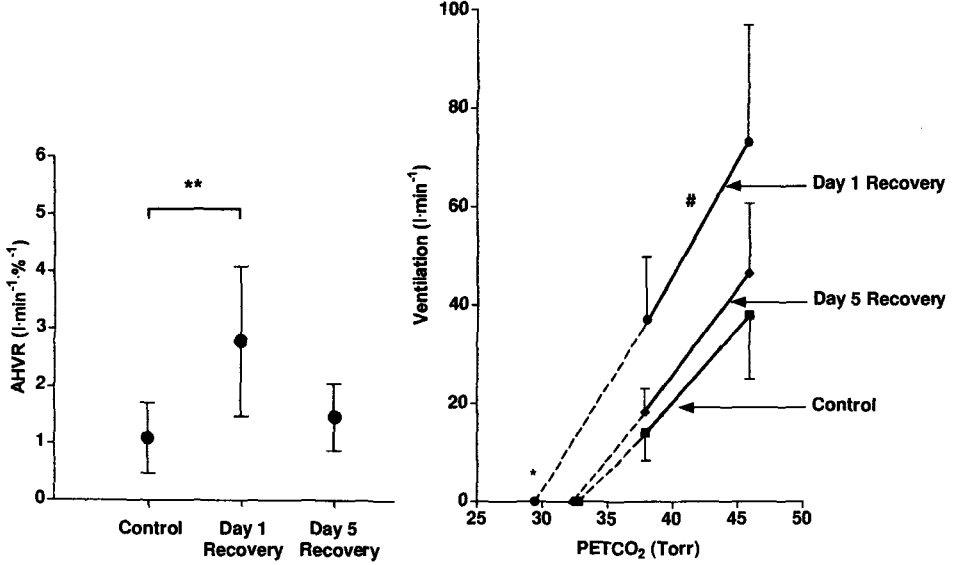 AHVR (l·min⁻¹·%⁻¹)
6
5
4
3
2
1
0
**
Control
Day 1
Recovery
Day 5
Recovery
Ventilation (l·min⁻¹)
100
80
60
40
20
0
25
30
35
40
45
50
PETCO₂ (Torr)
*
#
Day 1 Recovery
Day 5 Recovery
Control